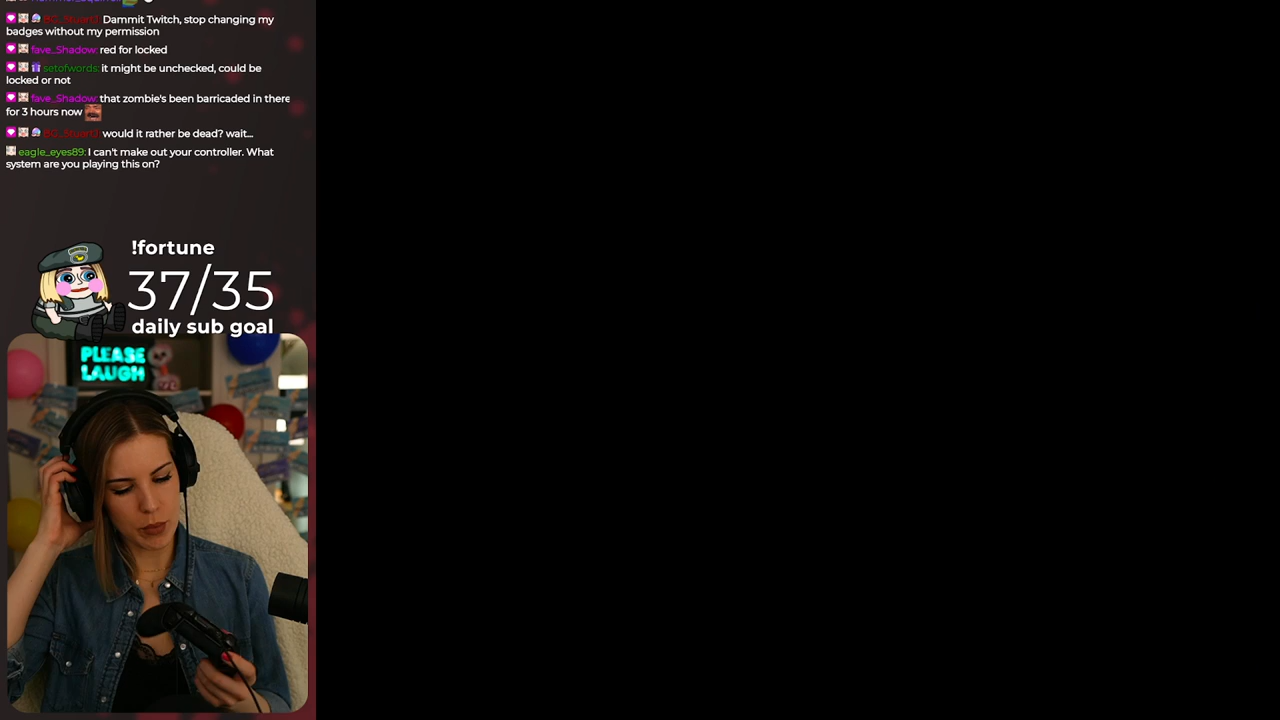 BG_Stuart3: Dammit Twitch, stop changing my
badges without my permission
fave_Shadow: red for locked
setofwords: it might be unchecked, could be
locked or not
fave_Shadow: that zombie's been barricaded in there
for 3 hours now
BG_Stuart3: would it rather be dead? wait...
eagle_eyes89: I can't make out your controller. What
system are you playing this on?
!fortune
37/35
daily sub goal
PLEASE
LAUGH